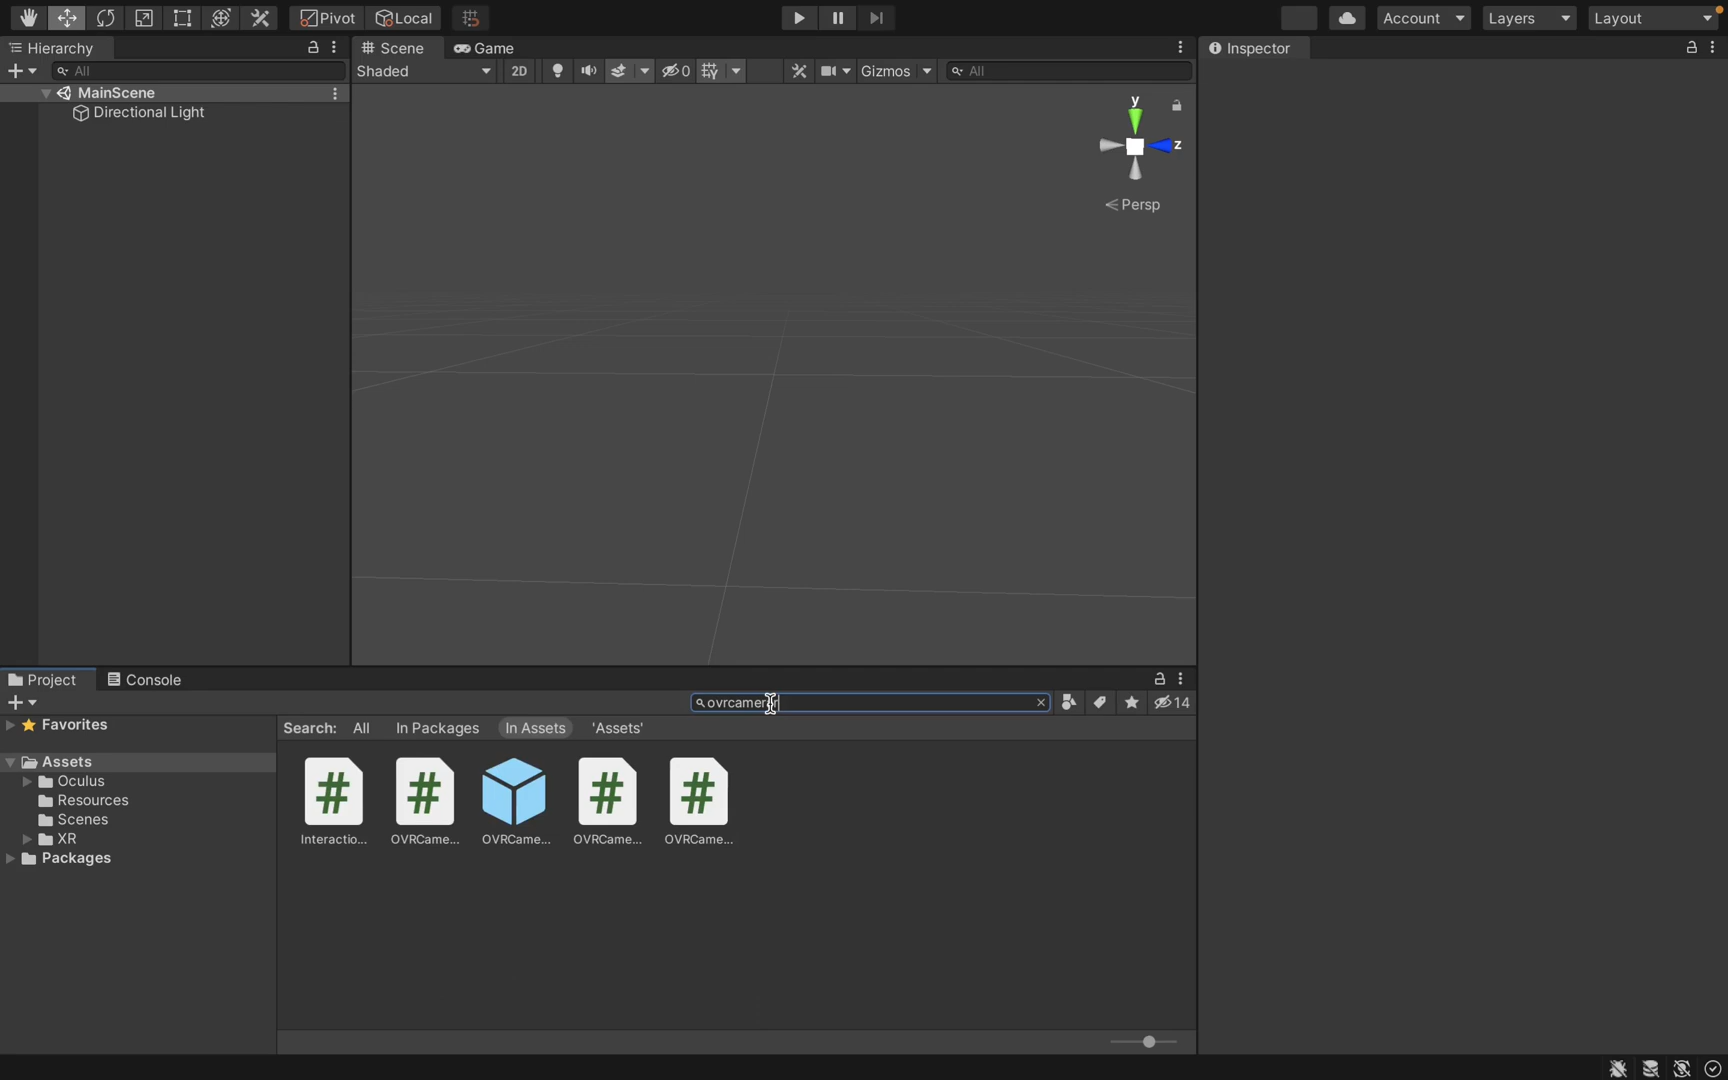 Pivot Local Account Layers Layout
Hierarchy Scene Game Inspector
All Shaded 2D 0 Gizmos All
MainScene
Directional Light
y
z
Persp
Project Console
14
Favorites
Search: All In Packages In Assets 'Assets'
Assets
Oculus
Resources
Scenes
XR
Packages
Interactio... OVRCame... OVRCame... OVRCame... OVRCame...